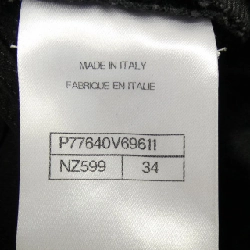 MADE IN ITALY
FABRIQUE EN ITALIE
P77640V69611
NZ599 34